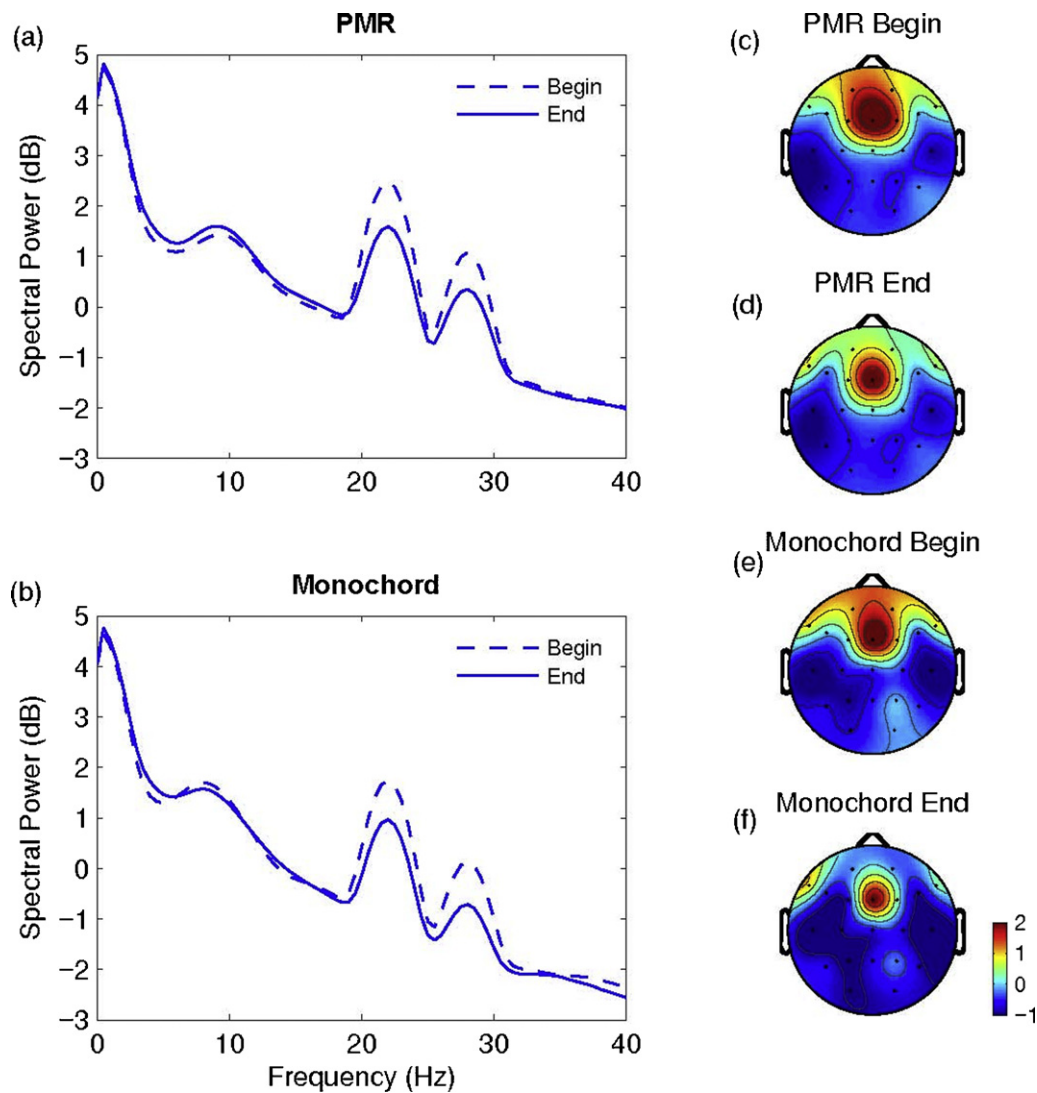 (a)
PMR
Spectral Power (dB)
5
4
3
2
1
0
−1
−2
−3
0
10
20
30
40
Begin
End
(b)
Monochord
Spectral Power (dB)
5
4
3
2
1
0
−1
−2
−3
0
10
20
30
40
Frequency (Hz)
Begin
End
(c)
PMR Begin
(d)
PMR End
(e)
Monochord Begin
(f)
Monochord End
2
1
0
−1